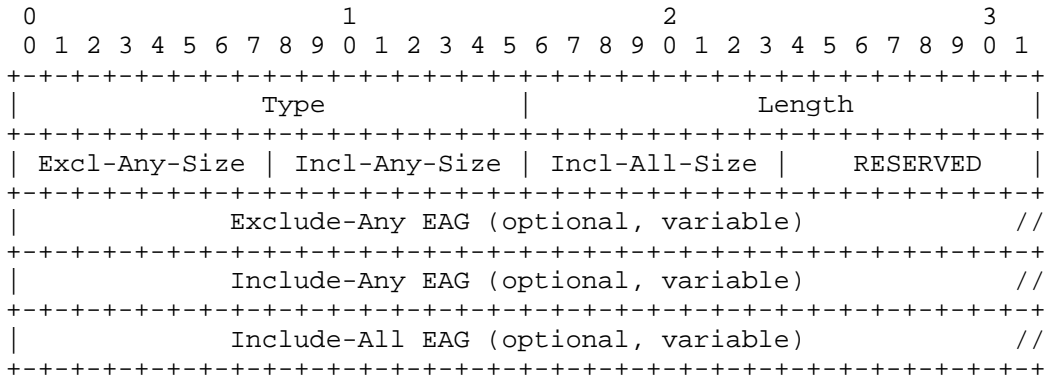 0                   1                   2                   3
 0 1 2 3 4 5 6 7 8 9 0 1 2 3 4 5 6 7 8 9 0 1 2 3 4 5 6 7 8 9 0 1
+-+-+-+-+-+-+-+-+-+-+-+-+-+-+-+-+-+-+-+-+-+-+-+-+-+-+-+-+-+-+-+-+
|              Type             |             Length            |
+-+-+-+-+-+-+-+-+-+-+-+-+-+-+-+-+-+-+-+-+-+-+-+-+-+-+-+-+-+-+-+-+
| Excl-Any-Size | Incl-Any-Size | Incl-All-Size |    RESERVED   |
+-+-+-+-+-+-+-+-+-+-+-+-+-+-+-+-+-+-+-+-+-+-+-+-+-+-+-+-+-+-+-+-+
|             Exclude-Any EAG (optional, variable)             //
+-+-+-+-+-+-+-+-+-+-+-+-+-+-+-+-+-+-+-+-+-+-+-+-+-+-+-+-+-+-+-+-+
|             Include-Any EAG (optional, variable)             //
+-+-+-+-+-+-+-+-+-+-+-+-+-+-+-+-+-+-+-+-+-+-+-+-+-+-+-+-+-+-+-+-+
|             Include-All EAG (optional, variable)             //
+-+-+-+-+-+-+-+-+-+-+-+-+-+-+-+-+-+-+-+-+-+-+-+-+-+-+-+-+-+-+-+-+